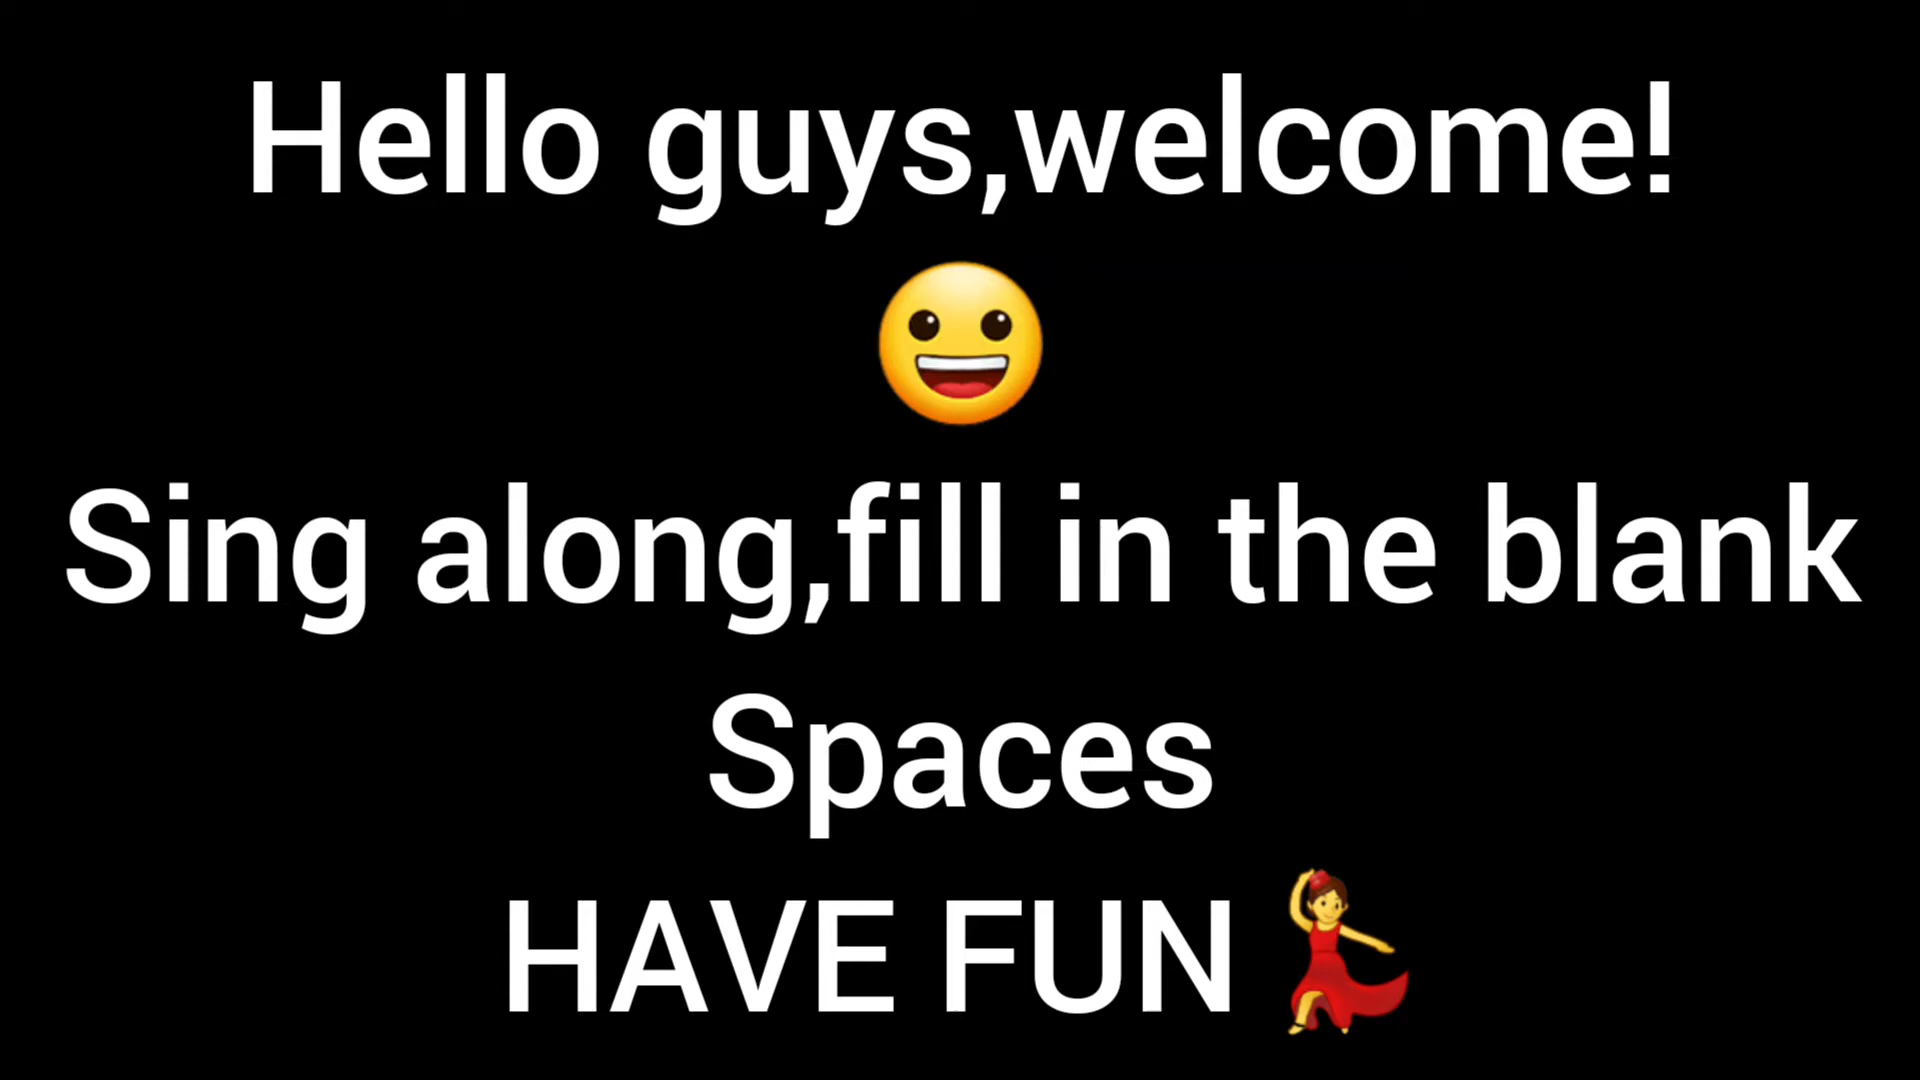 Hello guys,welcome!
😀
Sing along,fill in the blank
Spaces
HAVE FUN💃